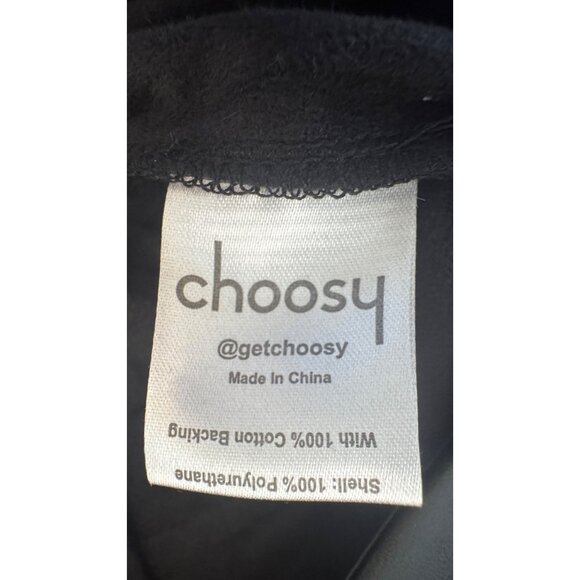 choosy
@getchoosy
Made In China
Shell: 100% Polyurethane
With 100% Cotton Backing